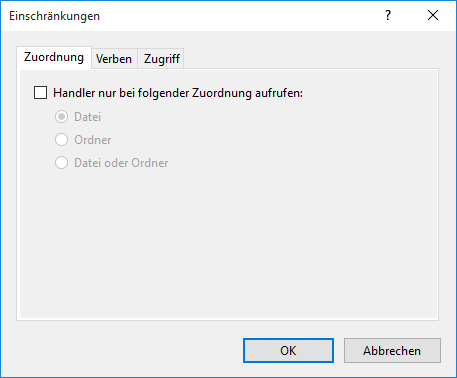 Einschränkungen
?
Zuordnung Verben Zugriff
Handler nur bei folgender Zuordnung aufrufen:
Datei
Ordner
Datei oder Ordner
OK Abbrechen